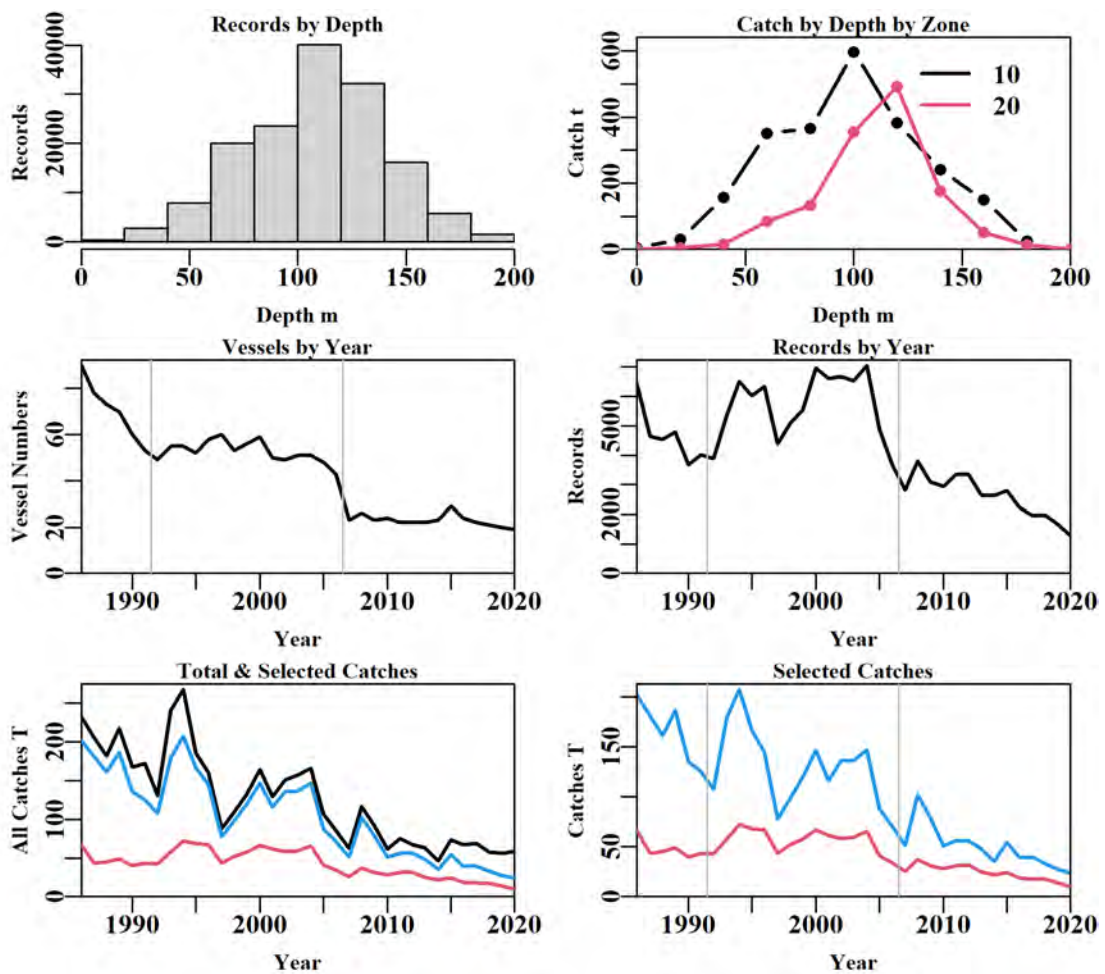 Records by Depth
Records
0 20000 40000
0 50 100 150 200
Depth m
Catch by Depth by Zone
Catch t
0 200 400 600
10
20
0 50 100 150 200
Depth m
Vessels by Year
Vessel Numbers
0 20 60
1990 2000 2010 2020
Year
Records by Year
Records
0 2000 5000
1990 2000 2010 2020
Year
Total & Selected Catches
All Catches T
0 100 200
1990 2000 2010 2020
Year
Selected Catches
Catches T
0 50 150
1990 2000 2010 2020
Year